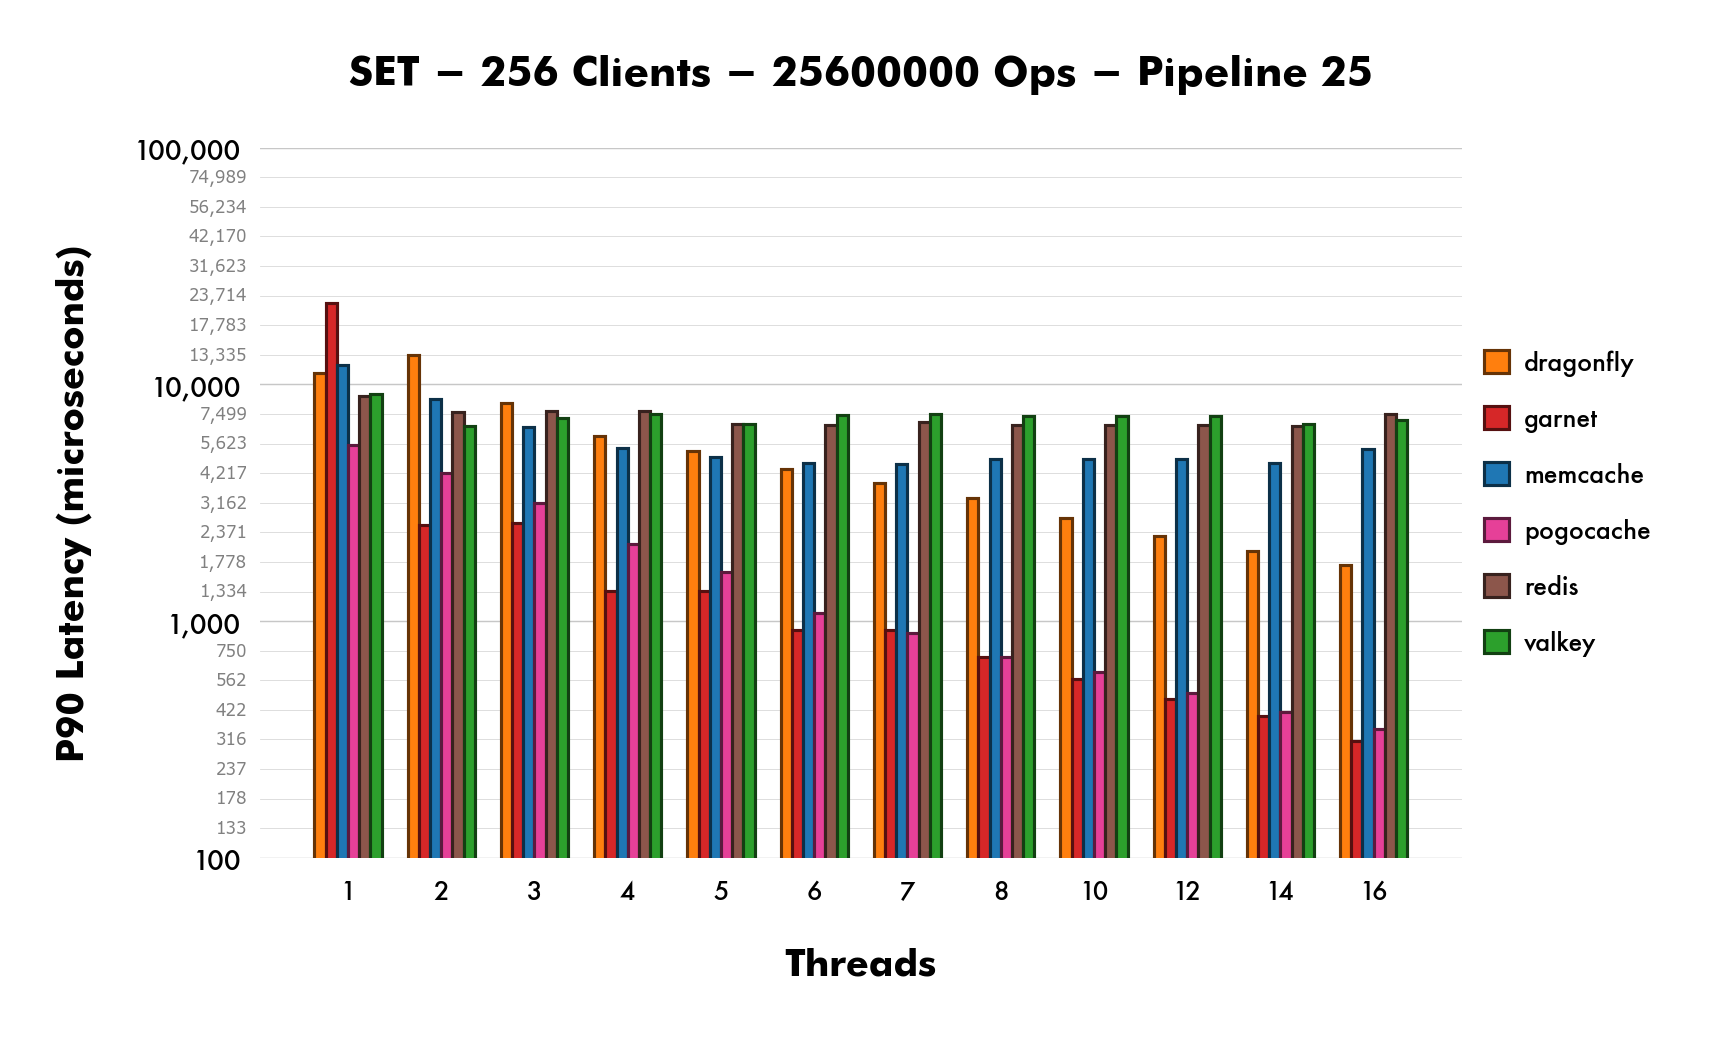 SET – 256 Clients – 25600000 Ops – Pipeline 25
P90 Latency (microseconds)
100,000
74,989
56,234
42,170
31,623
23,714
17,783
13,335
10,000
7,499
5,623
4,217
3,162
2,371
1,778
1,334
1,000
750
562
422
316
237
178
133
100
1 2 3 4 5 6 7 8 10 12 14 16
Threads
dragonfly
garnet
memcache
pogocache
redis
valkey